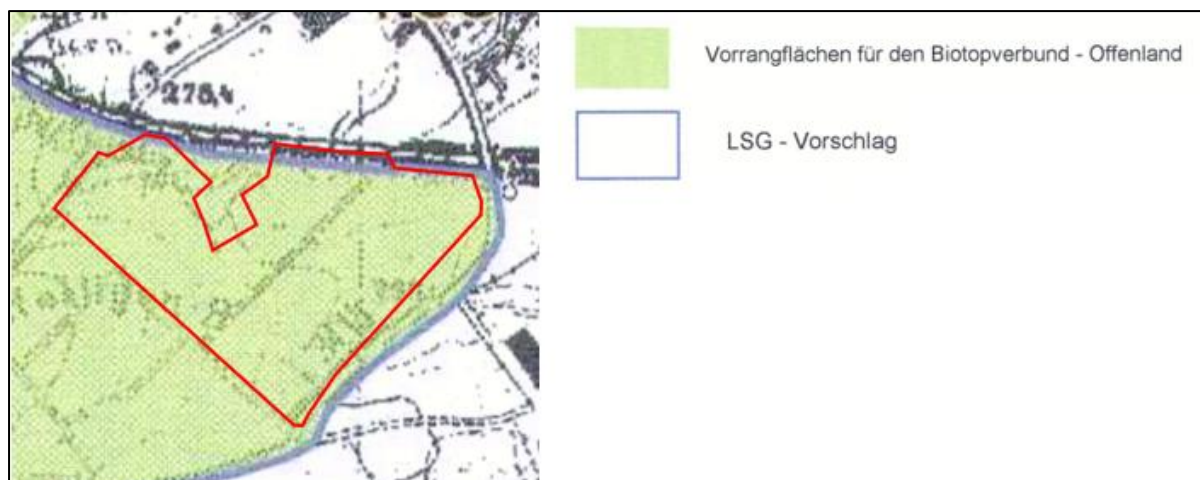 278,4
Vorrangflächen für den Biotopverbund - Offenland
LSG - Vorschlag